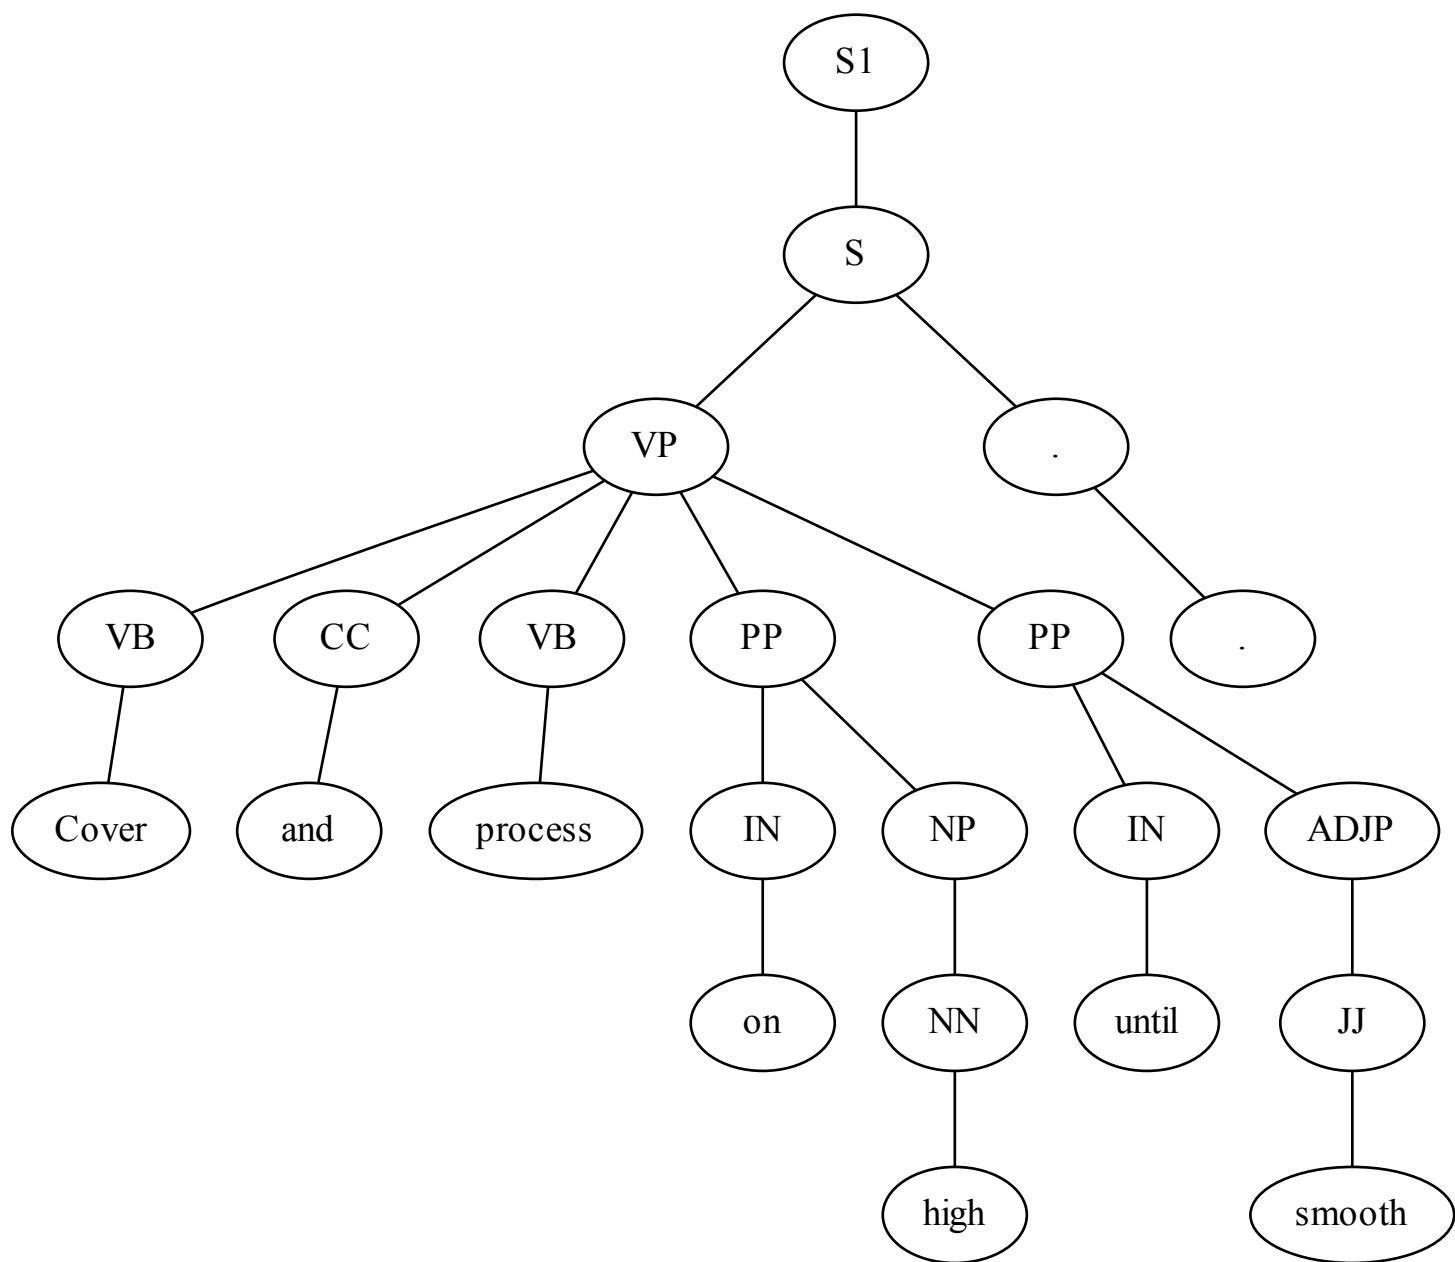 S1
S
VP .
VB CC VB PP PP .
Cover and process IN NP IN ADJP
on NN until JJ
high smooth